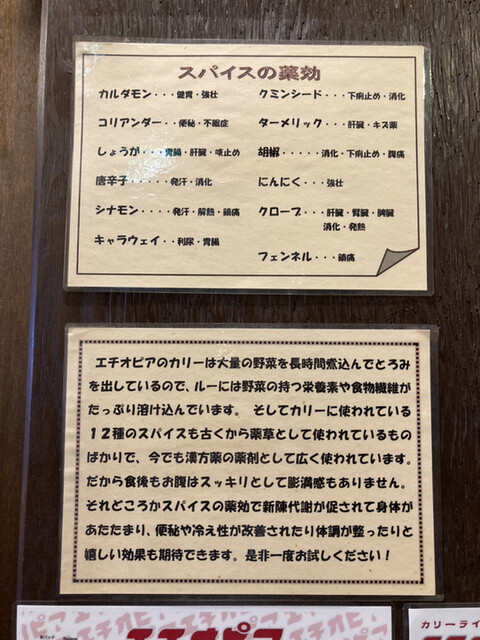 スパイスの薬効
カルダモン・・・健胃・強壮
コリアンダー・・・便秘・不眠症
しょうが・・・胃腸・肝臓・咳止め
唐辛子・・・・・発汗・消化
シナモン・・・・発汗・解熱・鎮痛
キャラウェイ・・利尿・胃腸
クミンシード・・・下痢止め・消化
ターメリック・・・肝臓・キズ薬
胡椒・・・・・消化・下痢止め・腹痛
にんにく・・・強壮
クローブ・・・肝臓・腎臓・脾臓
消化・発熱
フェンネル・・・鎮痛
エチオピアのカリーは大量の野菜を長時間煮込んでとろみ
を出しているので、ルーには野菜の持つ栄養素や食物繊維が
たっぷり溶け込んでいます。 そしてカリーに使われている
12種のスパイスも古くから薬草として使われているもの
ばかりで、今でも漢方薬の薬剤として広く使われています。
だから食後もお腹はスッキリとして膨満感もありません。
それどころかスパイスの薬効で新陳代謝が促されて身体が
あたたまり、便秘や冷え性が改善されたり体調が整ったりと
嬉しい効果も期待できます。是非一度お試しください!
エチオピア
カリーライ